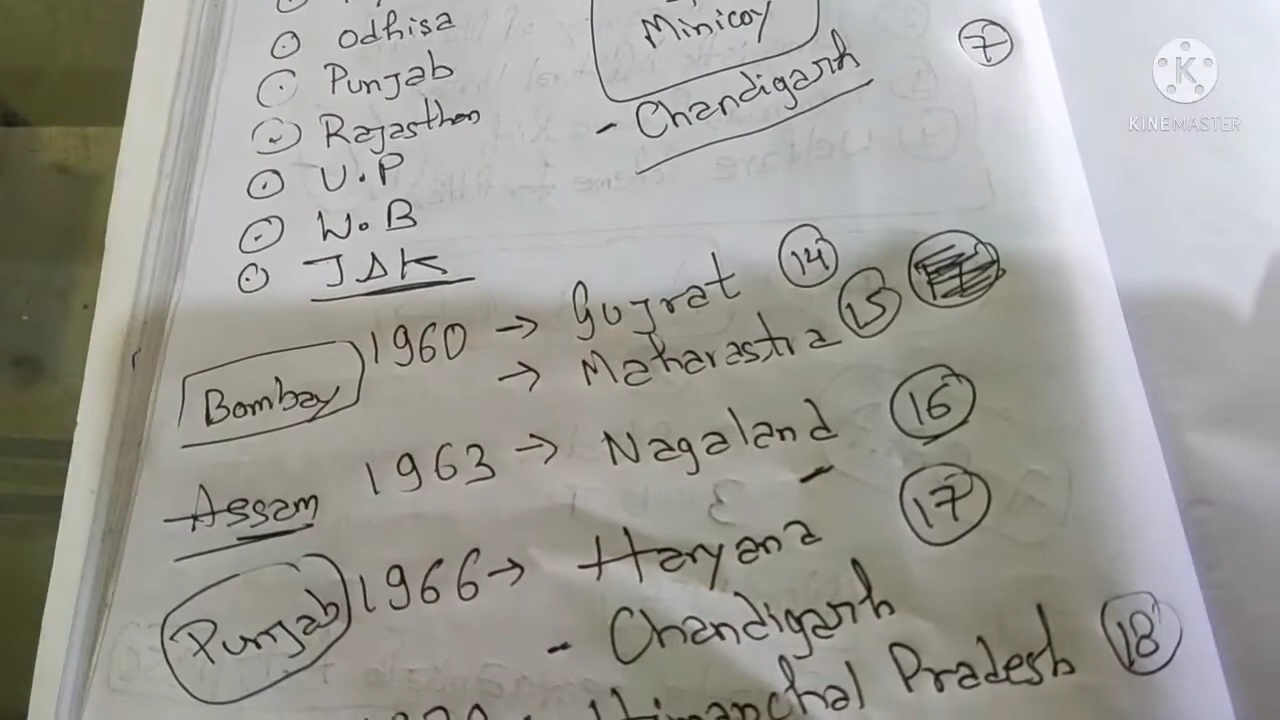 Odhisa
Minicoy
Punjab
- Chandigarh
7
Rajasthan
U.P
W.B
J&K
Bombay 1960 → Gujrat 14
→ Maharastra 15
Assam 1963 → Nagaland 16
Punjab 1966 → Haryana 17
- Chandigarh
Himanchal Pradesh 18
KINEMASTER